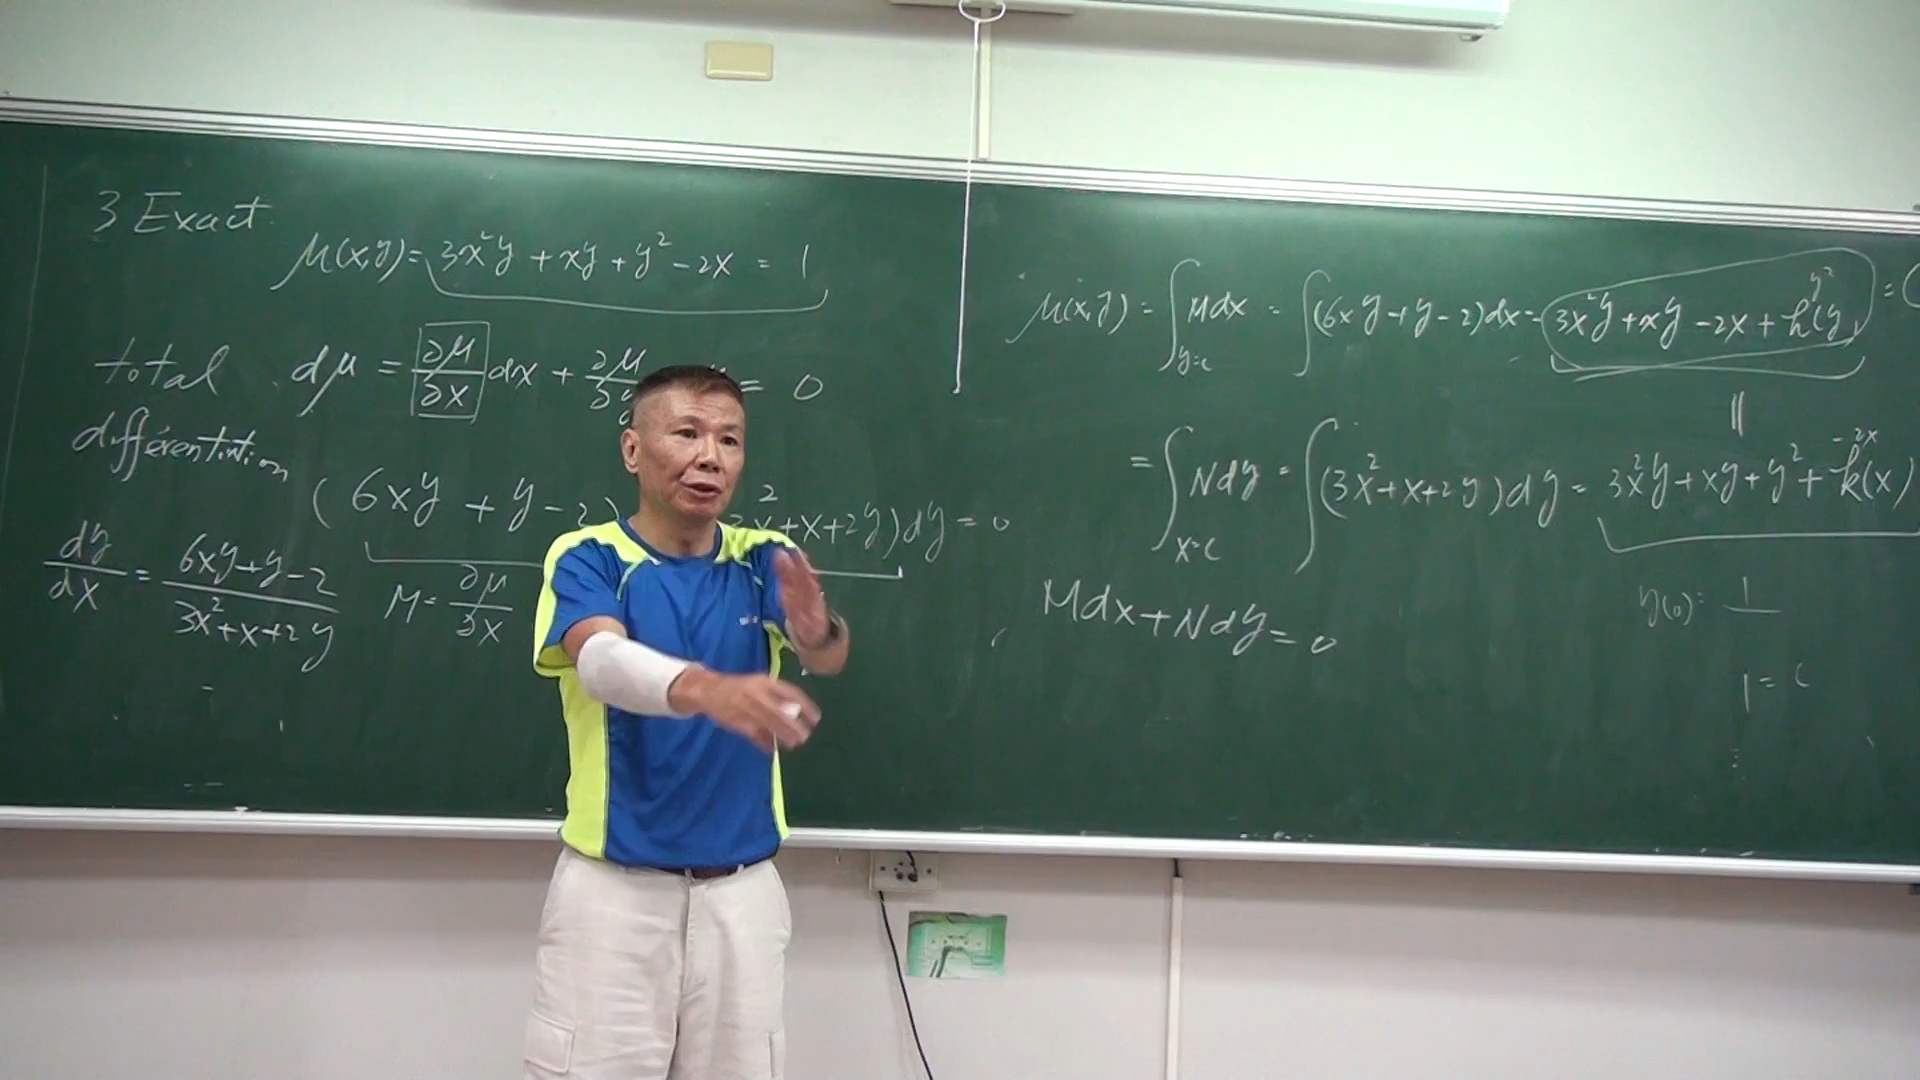 3 Exact.
μ(x,y) = 3x²y + xy + y² - 2x = 1
total dμ = ∂μ/∂x dx + ∂μ/∂y = 0
differentition
(6xy + y - 2) 3x²+x+2y)dy = 0
dy/dx = 6xy+y-2 / 3x²+x+2y
M = ∂μ/∂x
μ(x,y) = ∫y=c Mdx = ∫(6xy+y-2)dx = 3x²y + xy - 2x + h(y) y² = C
||
= ∫x=c Ndy = ∫(3x²+x+2y)dy = 3x²y + xy + y² + k(x) -2x
Mdx + Ndy = 0
y(0) = 1
1 = C